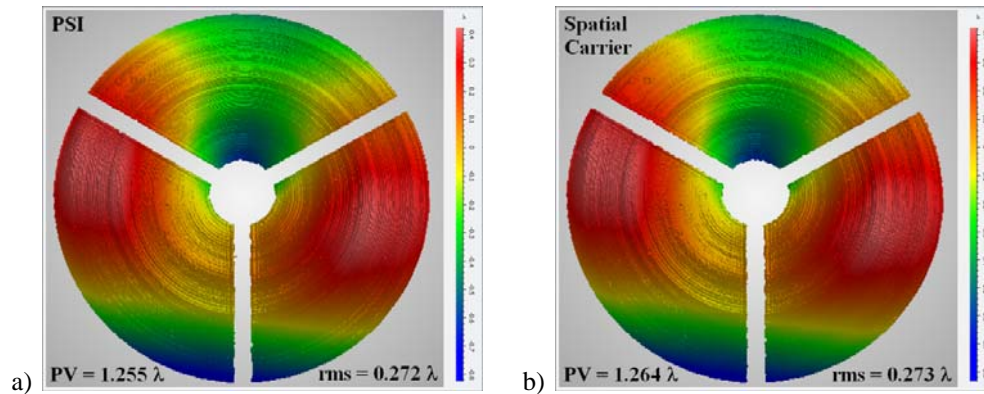 PSI
PV = 1.255 λ
rms = 0.272 λ
a)
Spatial
Carrier
PV = 1.264 λ
rms = 0.273 λ
b)